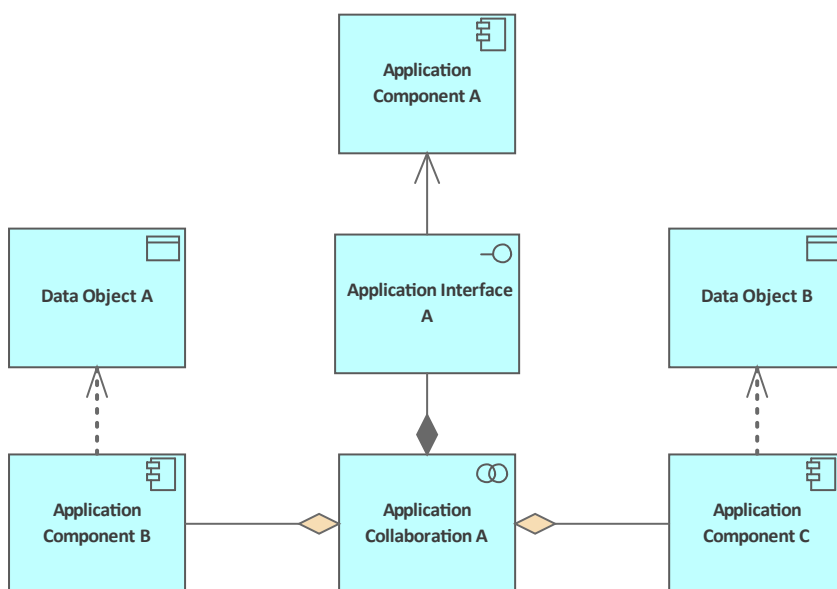 Application
Component A
Data Object A
Application Interface
A
Data Object B
Application
Component B
Application
Collaboration A
Application
Component C